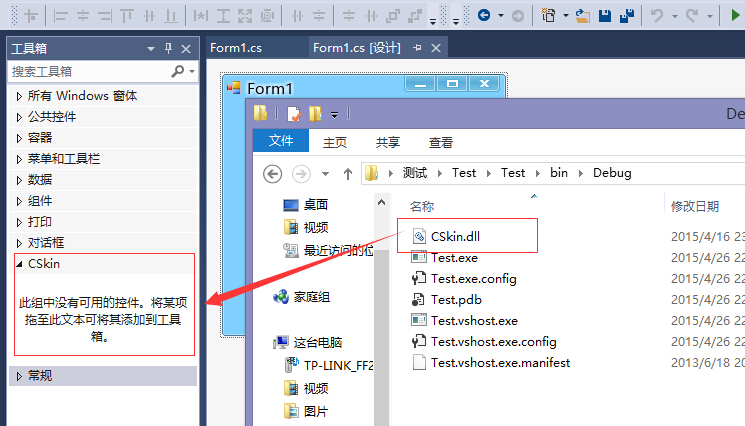 工具箱
搜索工具箱
所有 Windows 窗体
公共控件
容器
菜单和工具栏
数据
组件
打印
对话框
CSkin
此组中没有可用的控件。将某项
拖至此文本可将其添加到工具
箱。
常规
Form1.cs
Form1.cs [设计]
Form1
De
文件
主页
共享
查看
测试
Test
Test
bin
Debug
桌面
视频
最近访问的位
家庭组
这台电脑
TP-LINK_FF2
视频
图片
名称
修改日期
CSkin.dll
2015/4/16 23
Test.exe
2015/4/26 22
Test.exe.config
2015/4/26 22
Test.pdb
2015/4/26 22
Test.vshost.exe
2015/4/26 22
Test.vshost.exe.config
2015/4/26 22
Test.vshost.exe.manifest
2013/6/18 20